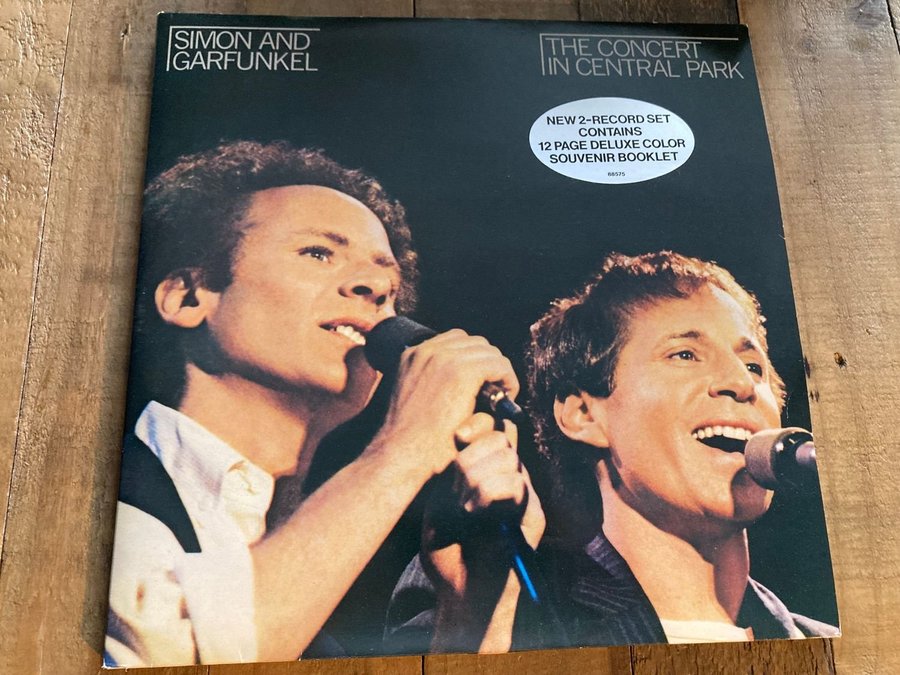 SIMON AND
GARFUNKEL
THE CONCERT
IN CENTRAL PARK
NEW 2-RECORD SET
CONTAINS
12 PAGE DELUXE COLOR
SOUVENIR BOOKLET
88575